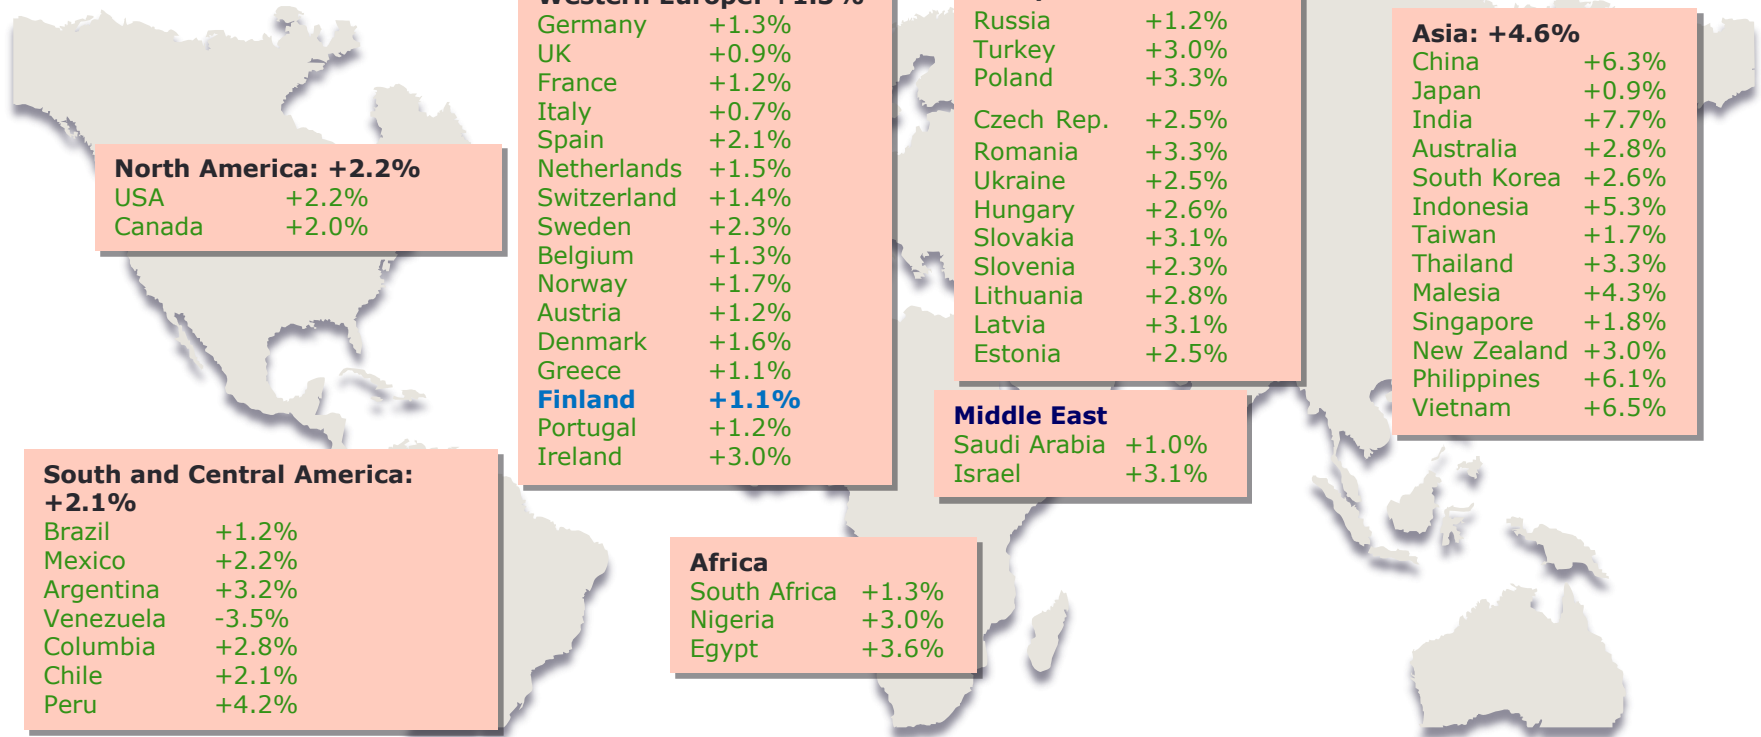 Western Europe: +1.3%
Germany +1.3%
UK +0.9%
France +1.2%
Italy +0.7%
Spain +2.1%
Netherlands +1.5%
Switzerland +1.4%
Sweden +2.3%
Belgium +1.3%
Norway +1.7%
Austria +1.2%
Denmark +1.6%
Greece +1.1%
Finland +1.1%
Portugal +1.2%
Ireland +3.0%
Russia +1.2%
Turkey +3.0%
Poland +3.3%
Czech Rep. +2.5%
Romania +3.3%
Ukraine +2.5%
Hungary +2.6%
Slovakia +3.1%
Slovenia +2.3%
Lithuania +2.8%
Latvia +3.1%
Estonia +2.5%
Asia: +4.6%
China +6.3%
Japan +0.9%
India +7.7%
Australia +2.8%
South Korea +2.6%
Indonesia +5.3%
Taiwan +1.7%
Thailand +3.3%
Malesia +4.3%
Singapore +1.8%
New Zealand +3.0%
Philippines +6.1%
Vietnam +6.5%
North America: +2.2%
USA +2.2%
Canada +2.0%
Middle East
Saudi Arabia +1.0%
Israel +3.1%
South and Central America:
+2.1%
Brazil +1.2%
Mexico +2.2%
Argentina +3.2%
Venezuela -3.5%
Columbia +2.8%
Chile +2.1%
Peru +4.2%
Africa
South Africa +1.3%
Nigeria +3.0%
Egypt +3.6%